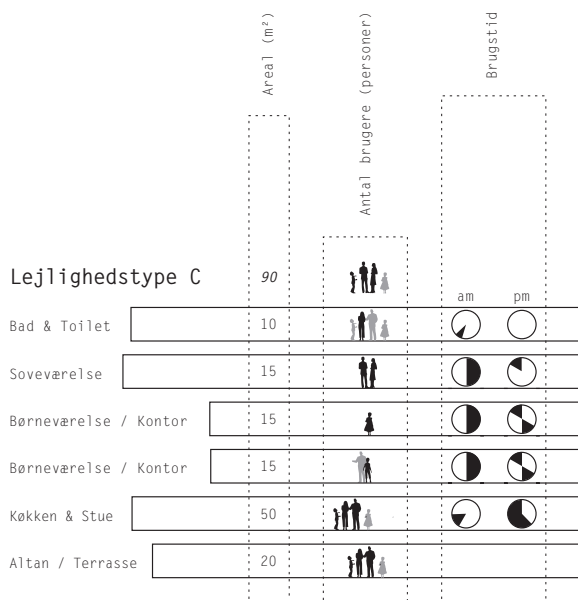 Areal (m²)
Antal brugere (personer)
Brugstid
Lejlighedstype C 90
am pm
Bad & Toilet 10
Soveværelse 15
Børneværelse / Kontor 15
Børneværelse / Kontor 15
Køkken & Stue 50
Altan / Terrasse 20